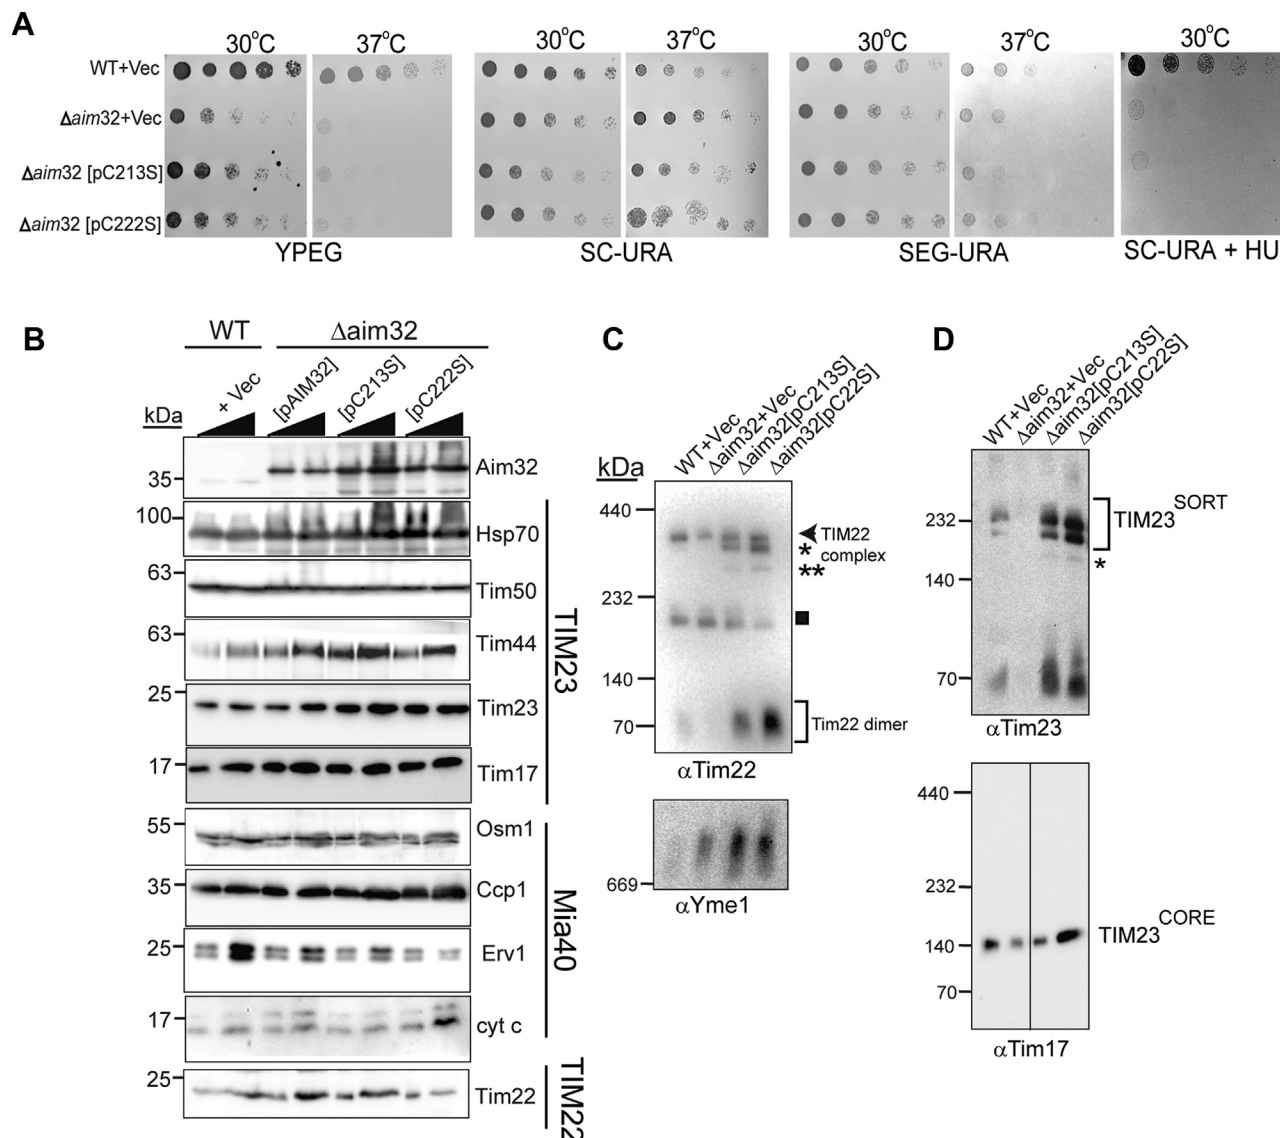 A
30°C 37°C 30°C 37°C 30°C 37°C 30°C
WT+Vec
Δaim32+Vec
Δaim32 [pC213S]
Δaim32 [pC222S]
YPEG SC-URA SEG-URA SC-URA + HU
B
WT Δaim32
+ Vec [pAIM32] [pC213S] [pC222S]
kDa
35 Aim32
100 Hsp70
63 Tim50
63 Tim44
25 Tim23
17 Tim17
TIM23
55 Osm1
35 Ccp1
25 Erv1
17 cyt c
Mia40
25 Tim22
TIM22
C
WT+Vec
Δaim32+Vec
Δaim32[pC213S]
Δaim32[pC22S]
kDa
440
TIM22
complex
*
**
232
140
70
Tim22 dimer
αTim22
669
αYme1
D
WT+Vec
Δaim32+Vec
Δaim32[pC213S]
Δaim32[pC22S]
232
TIM23SORT
*
140
70
αTim23
440
232
140
TIM23CORE
70
αTim17